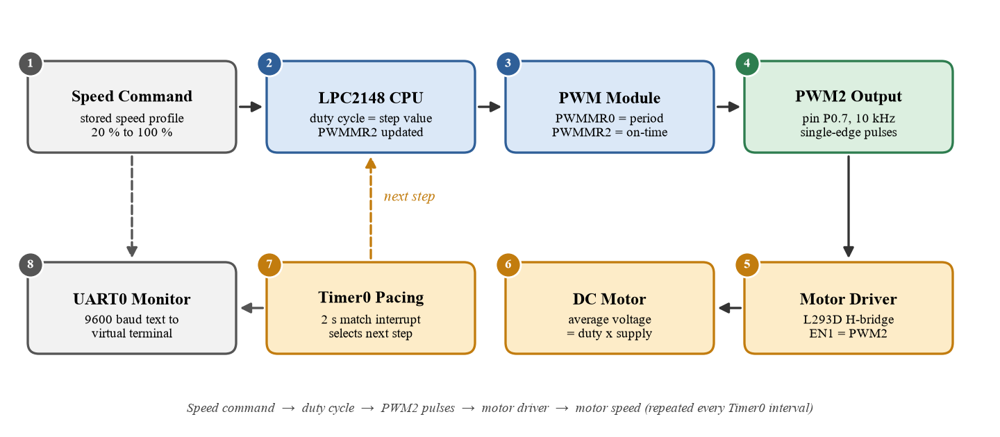 1
Speed Command
stored speed profile
20 % to 100 %
2
LPC2148 CPU
duty cycle = step value
PWMMR2 updated
3
PWM Module
PWMMR0 = period
PWMMR2 = on-time
4
PWM2 Output
pin P0.7, 10 kHz
single-edge pulses
next step
8
UART0 Monitor
9600 baud text to
virtual terminal
7
Timer0 Pacing
2 s match interrupt
selects next step
6
DC Motor
average voltage
= duty x supply
5
Motor Driver
L293D H-bridge
EN1 = PWM2
Speed command → duty cycle → PWM2 pulses → motor driver → motor speed (repeated every Timer0 interval)